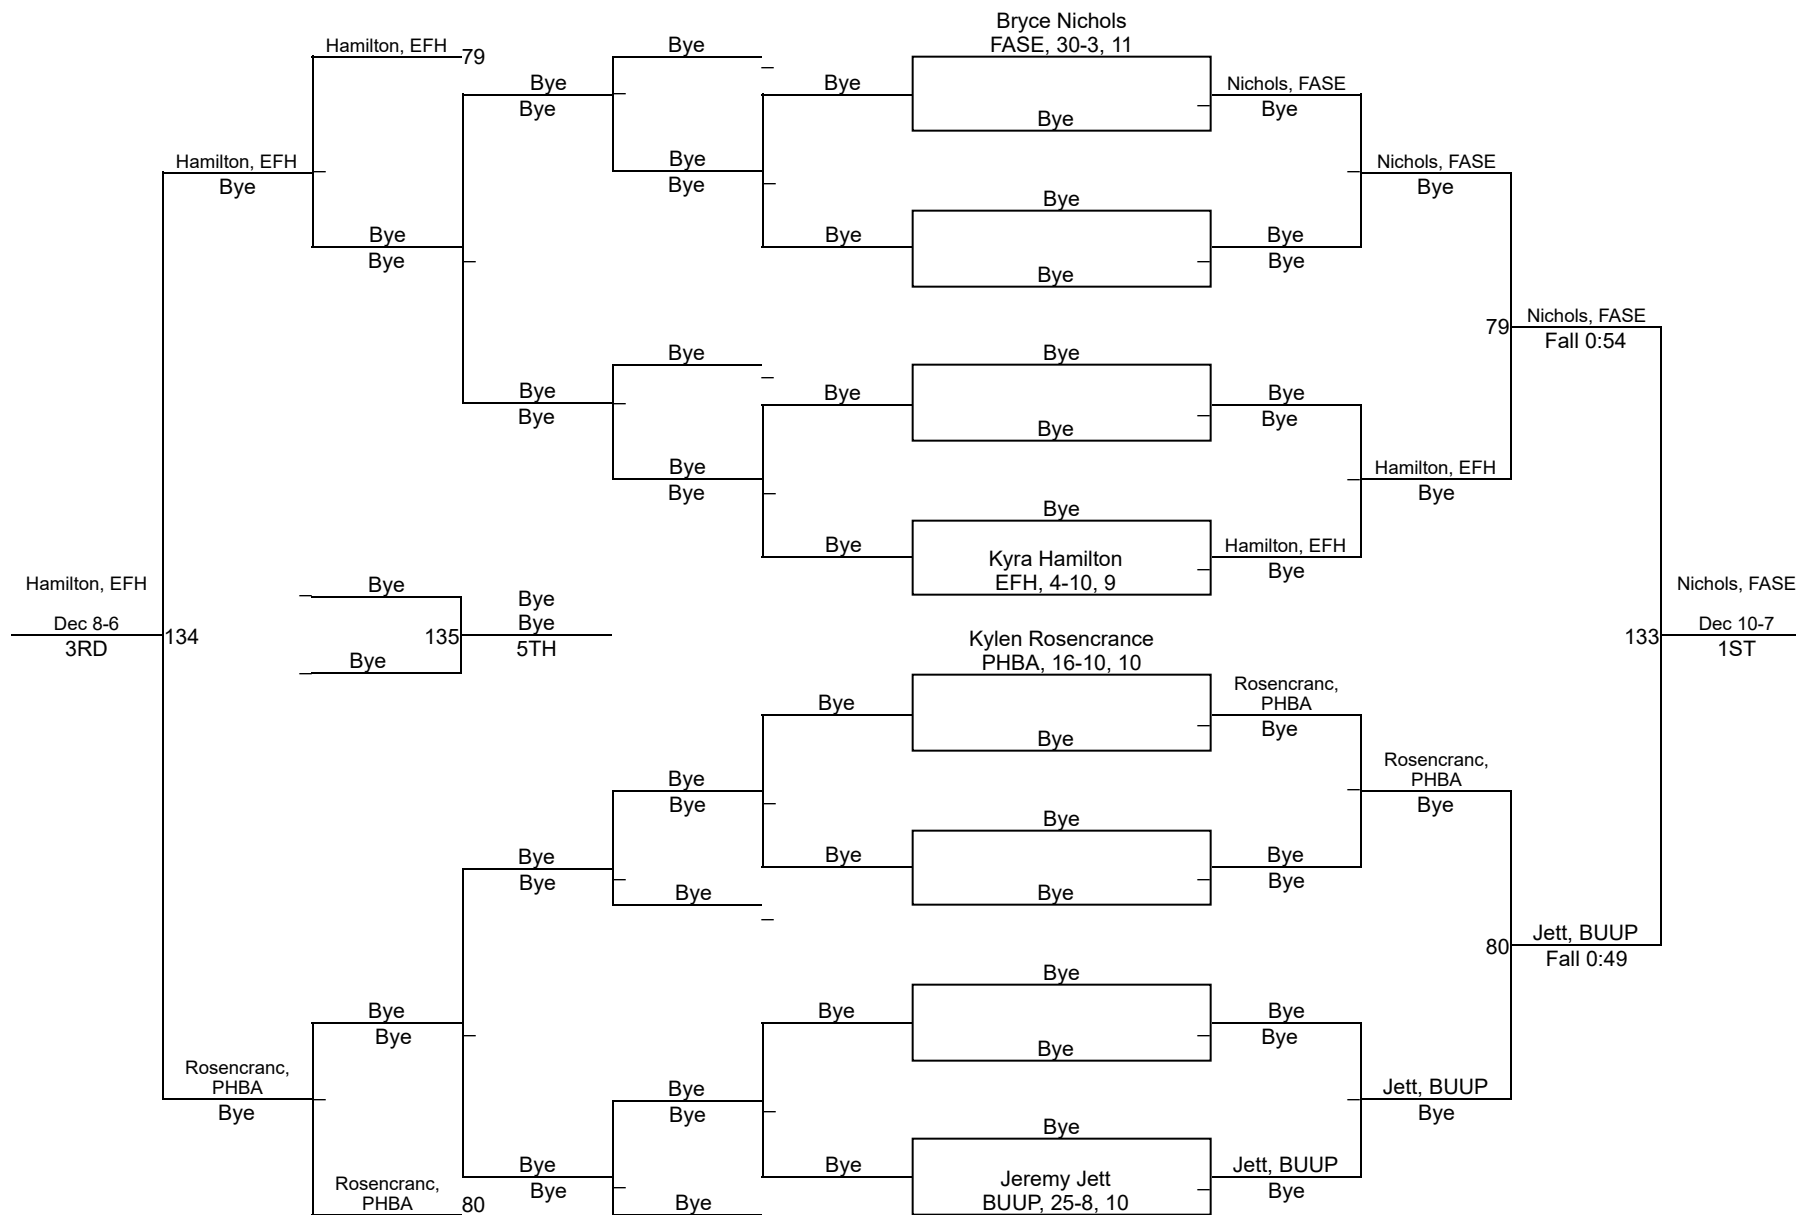 Bryce Nichols
FASE, 30-3, 11
Hamilton, EFH
79
Bye
Bye
Bye
Bye
Nichols, FASE
Bye
Bye
Bye
Bye
Hamilton, EFH
Bye
Nichols, FASE
Bye
Bye
Bye
Bye
Bye
Bye
Bye
Bye
Bye
79
Nichols, FASE
Fall 0:54
Bye
Bye
Bye
Bye
Bye
Bye
Bye
Bye
Bye
Bye
Hamilton, EFH
Bye
Bye
Bye
Kyra Hamilton
EFH, 4-10, 9
Hamilton, EFH
Bye
Hamilton, EFH
Dec 8-6
3RD
134
Bye
Bye
135
Bye
Bye
5TH
Nichols, FASE
133
Dec 10-7
1ST
Kylen Rosencrance
PHBA, 16-10, 10
Bye
Bye
Rosencranc,
PHBA
Bye
Rosencranc,
PHBA
Bye
Bye
Bye
Bye
Bye
Bye
Bye
Bye
Bye
Bye
Bye
Bye
80
Jett, BUUP
Fall 0:49
Bye
Bye
Bye
Bye
Bye
Bye
Bye
Rosencranc,
PHBA
Bye
Bye
Bye
Jett, BUUP
Bye
Bye
Bye
Bye
Bye
Jeremy Jett
BUUP, 25-8, 10
Jett, BUUP
Bye
Rosencranc,
PHBA
80
Bye